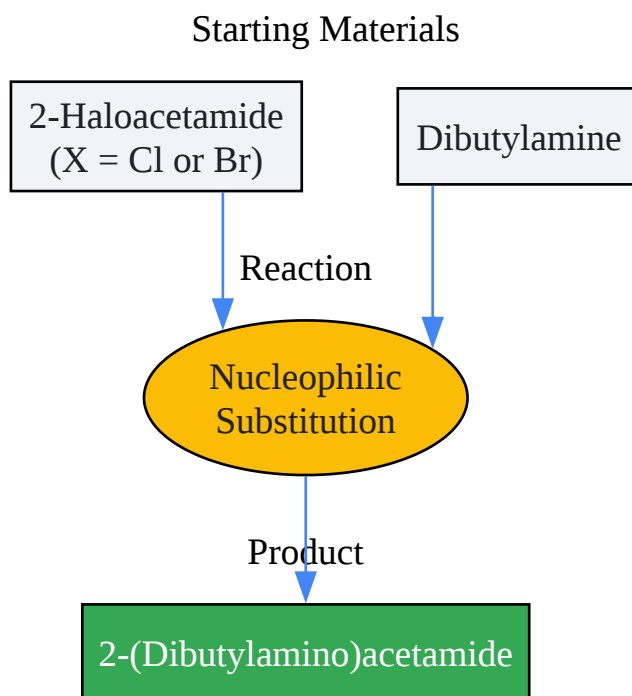 Starting Materials
2-Haloacetamide
(X = Cl or Br)
Dibutylamine
Reaction
Nucleophilic
Substitution
Product
2-(Dibutylamino)acetamide